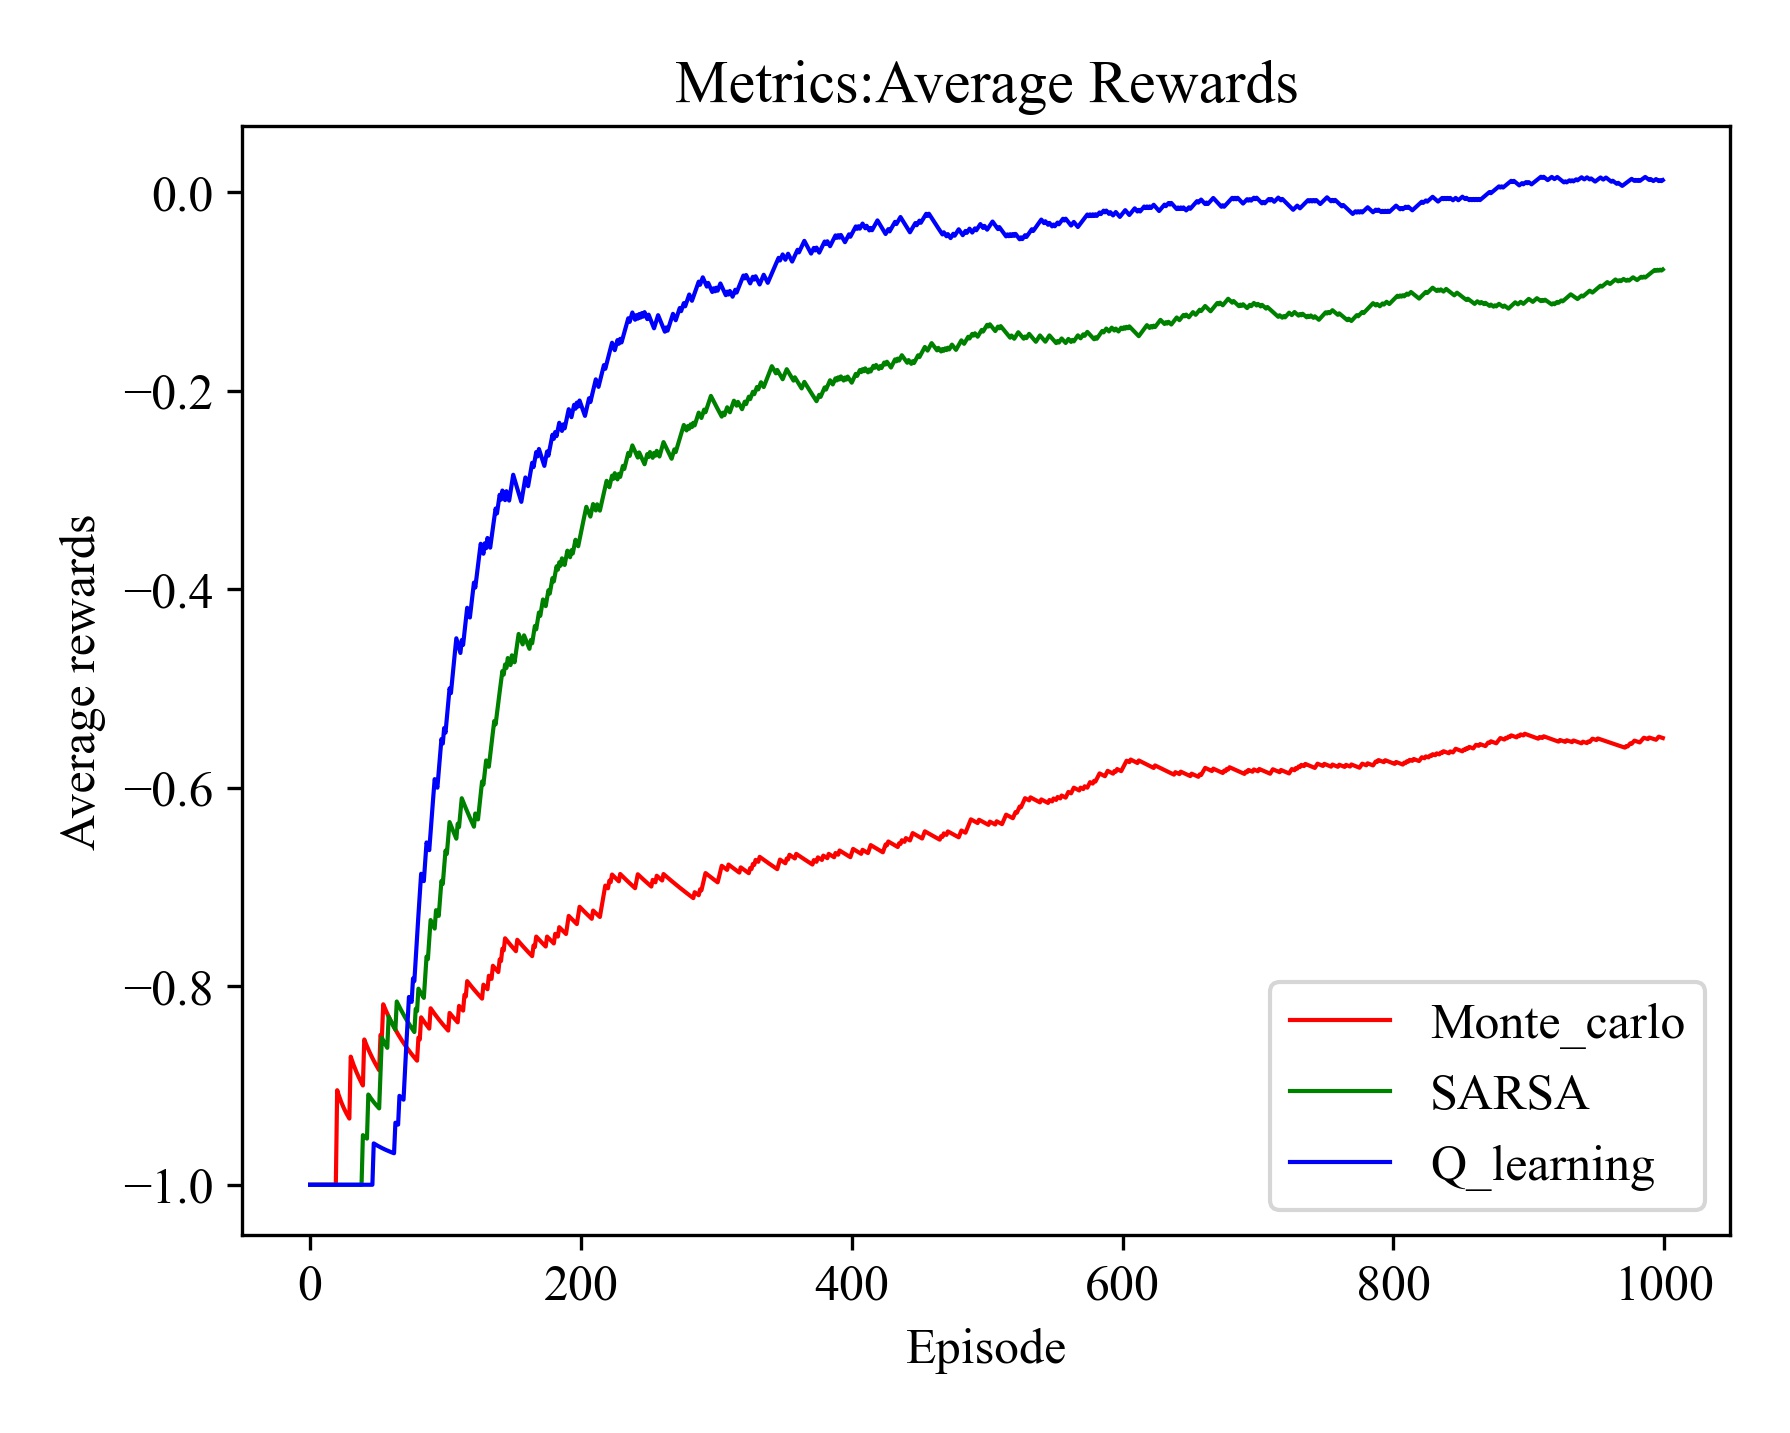 Metrics:Average Rewards
0.0
−0.2
−0.4
−0.6
−0.8
−1.0
Average rewards
Monte_carlo
SARSA
Q_learning
0 200 400 600 800 1000
Episode